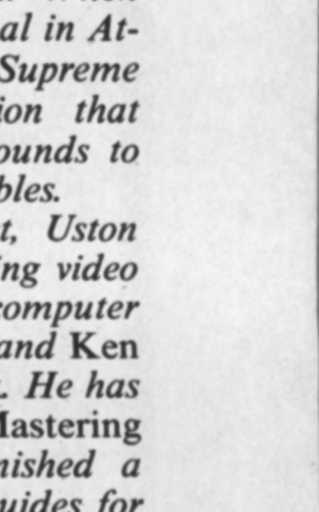 al in At-
Supreme
ion that
ounds to
bles.
t, Uston
ing video
computer
and Ken
. He has
Mastering
nished a
uides for